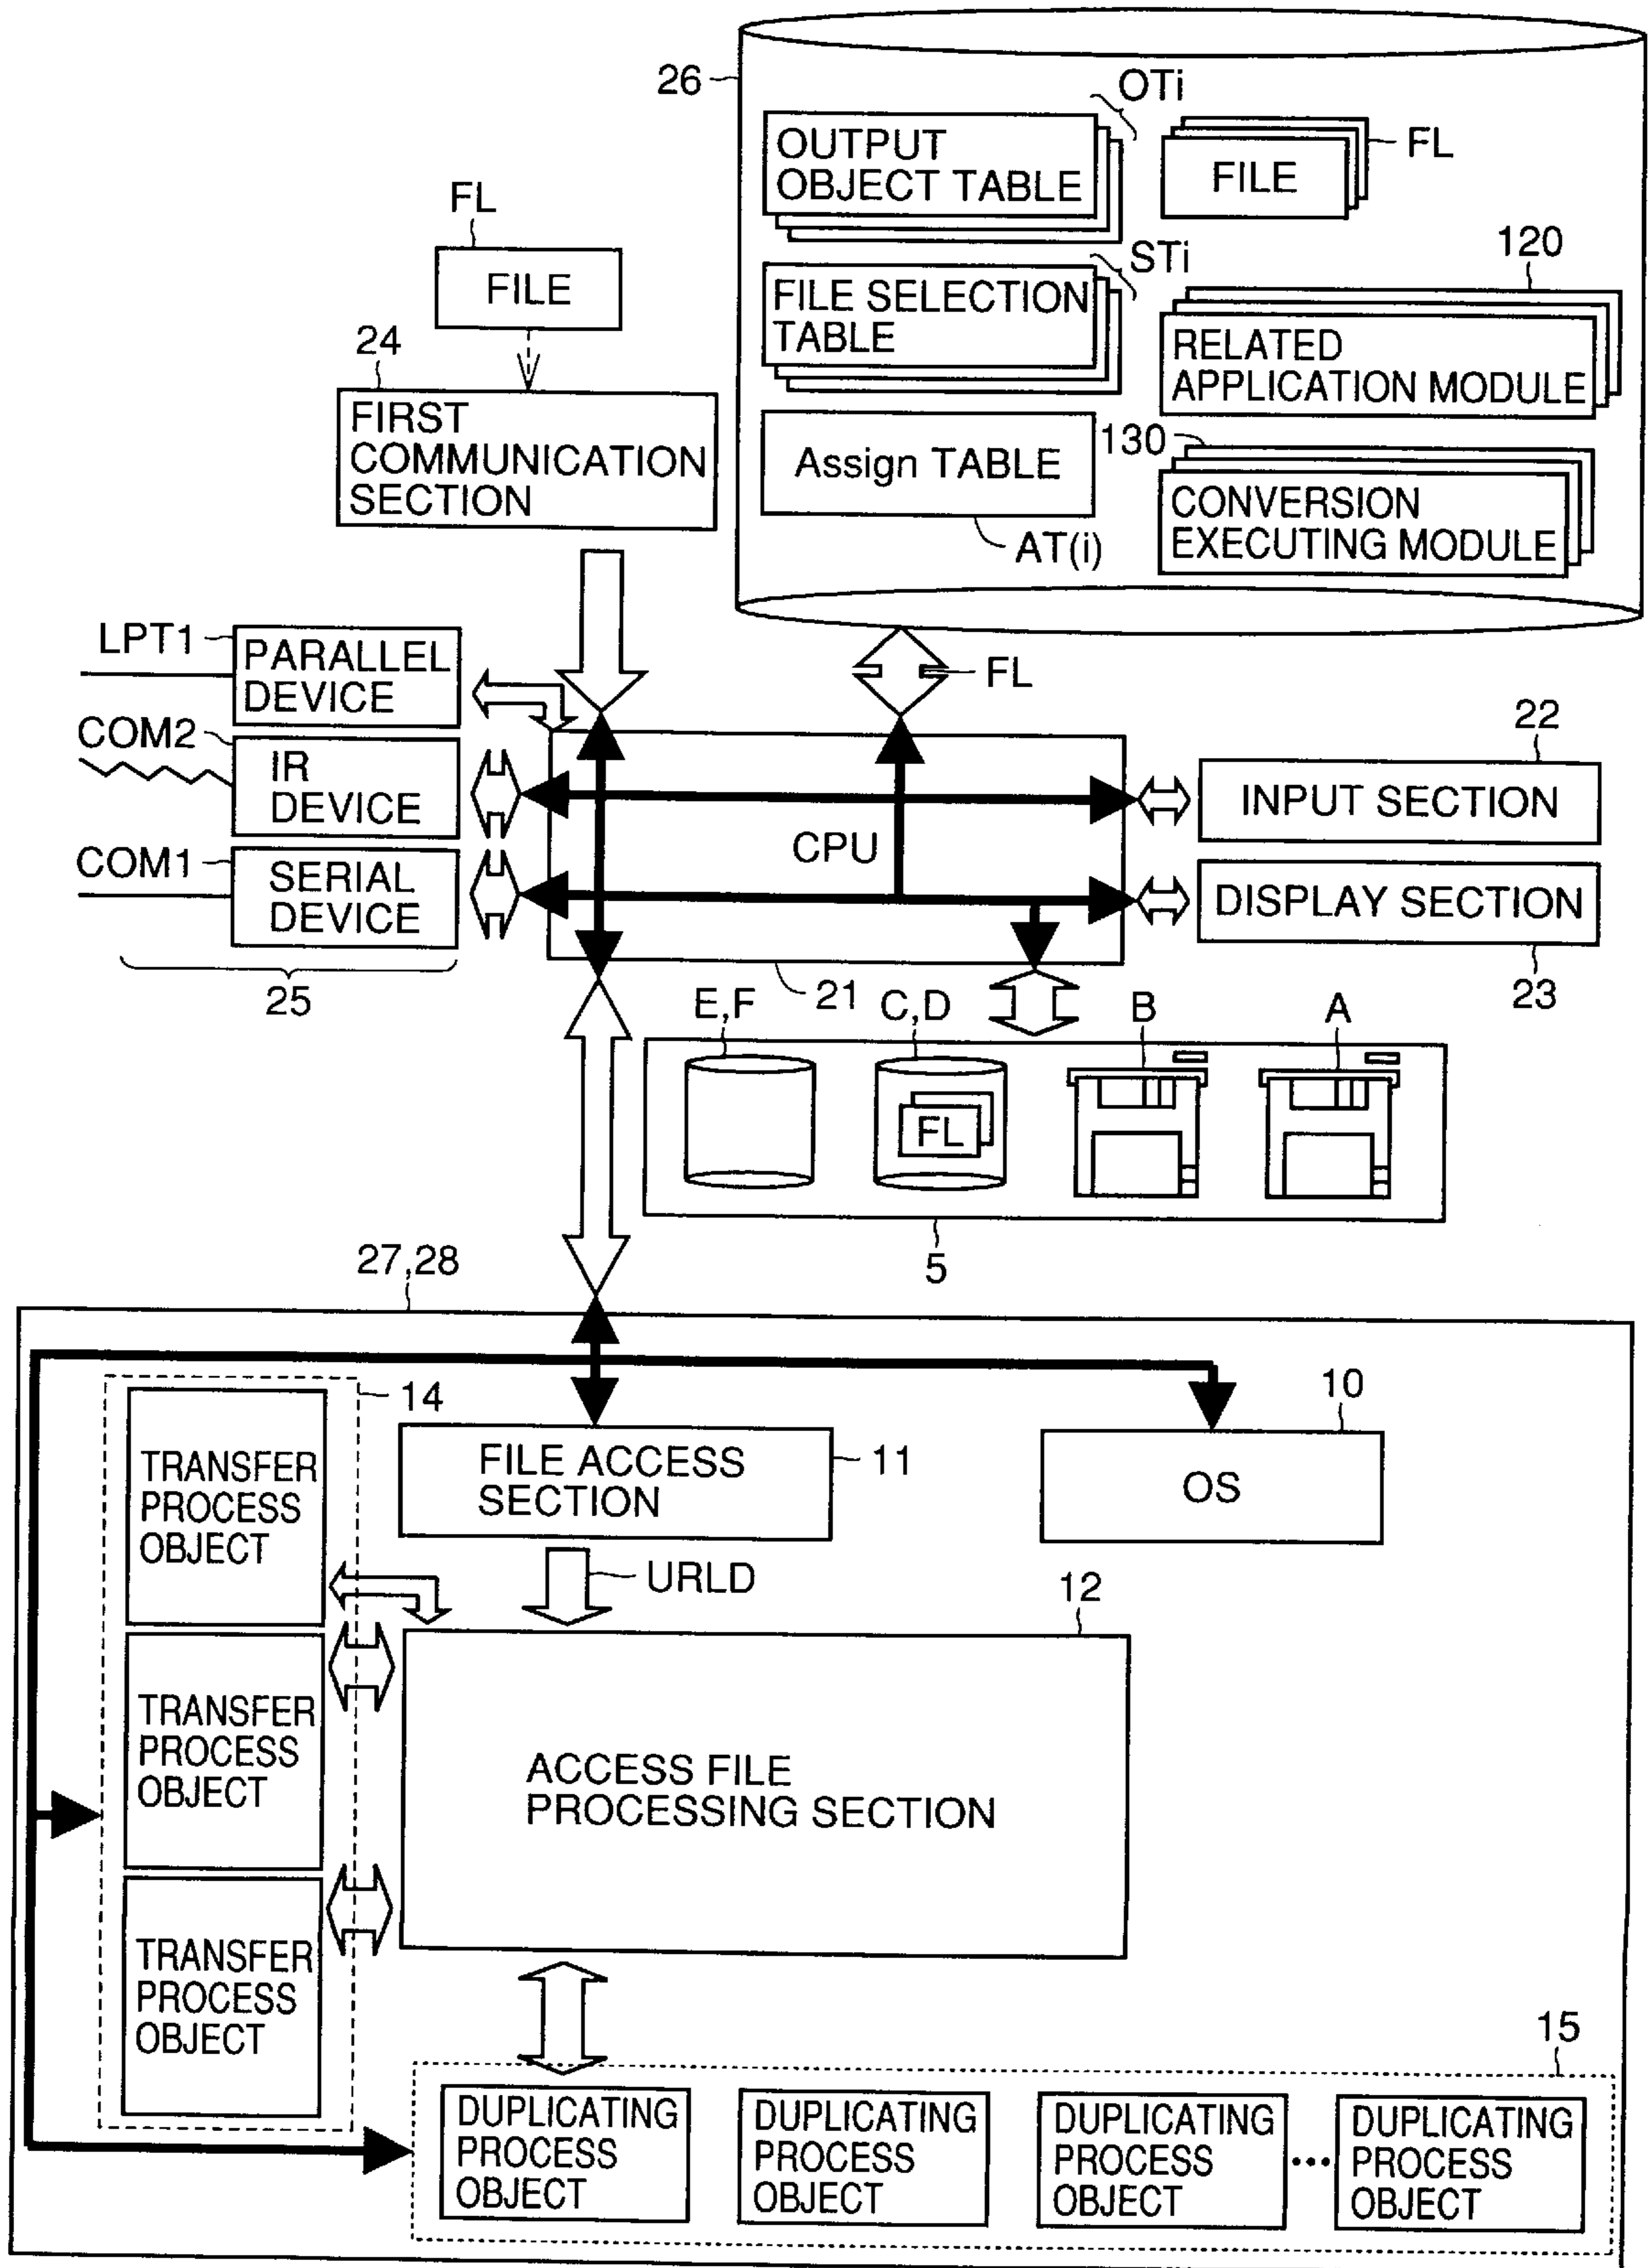 26
OTi
OUTPUT
OBJECT TABLE
FILE
FL
STi
FILE SELECTION
TABLE
120
RELATED
APPLICATION MODULE
Assign TABLE
AT(i)
130
CONVERSION
EXECUTING MODULE
FL
FILE
24
FIRST
COMMUNICATION
SECTION
FL
LPT1
PARALLEL
DEVICE
COM2
IR
DEVICE
COM1
SERIAL
DEVICE
25
CPU
21
22
INPUT SECTION
DISPLAY SECTION
23
E,F
C,D
FL
B
A
5
27,28
14
TRANSFER
PROCESS
OBJECT
FILE ACCESS
SECTION
11
10
OS
URLD
12
TRANSFER
PROCESS
OBJECT
ACCESS FILE
PROCESSING SECTION
TRANSFER
PROCESS
OBJECT
15
DUPLICATING
PROCESS
OBJECT
DUPLICATING
PROCESS
OBJECT
DUPLICATING
PROCESS
OBJECT
...
DUPLICATING
PROCESS
OBJECT